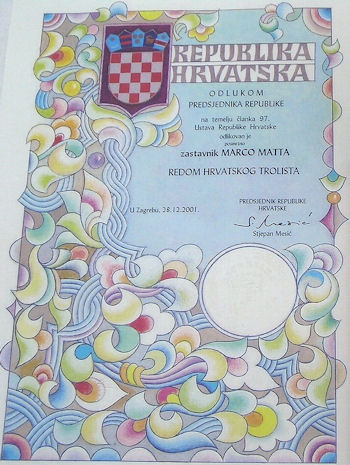 REPUBLIKA
HRVATSKA
ODLUKOM
PREDSJEDNIKA REPUBLIKE
na temelju članka 97.
Ustava Republike Hrvatske
odlikovan je
posmrtno
zastavnik MARCO MATTA
REDOM HRVATSKOG TROLISTA
U Zagrebu, 28.12.2001.
PREDSJEDNIK REPUBLIKE
HRVATSKE
S. Mesić
Stjepan Mesić